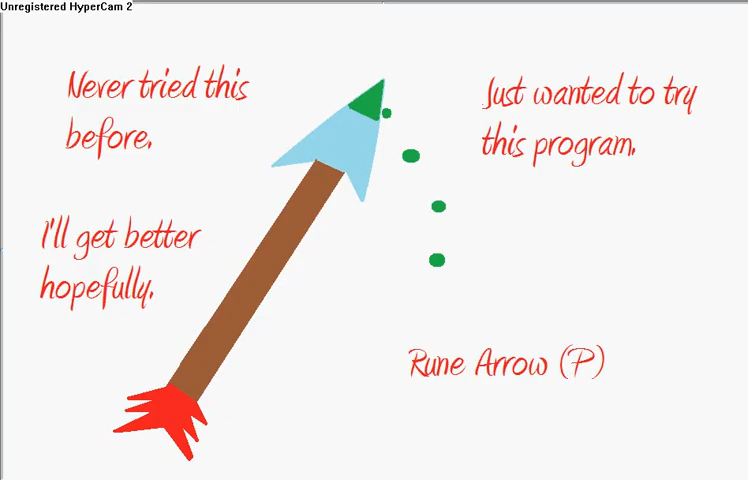 Unregistered HyperCam 2
Never tried this
before.
Just wanted to try
this program.
I'll get better
hopefully.
Rune Arrow (P)